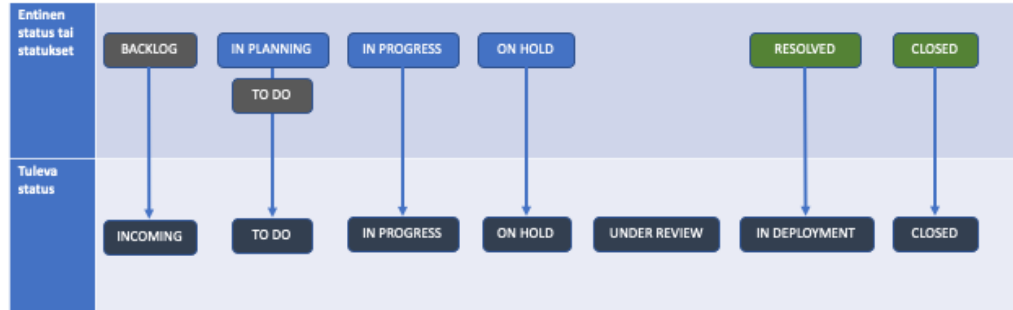 Entinen
status tai
statukset
BACKLOG
IN PLANNING
IN PROGRESS
ON HOLD
RESOLVED
CLOSED
TO DO
Tuleva
status
INCOMING
TO DO
IN PROGRESS
ON HOLD
UNDER REVIEW
IN DEPLOYMENT
CLOSED